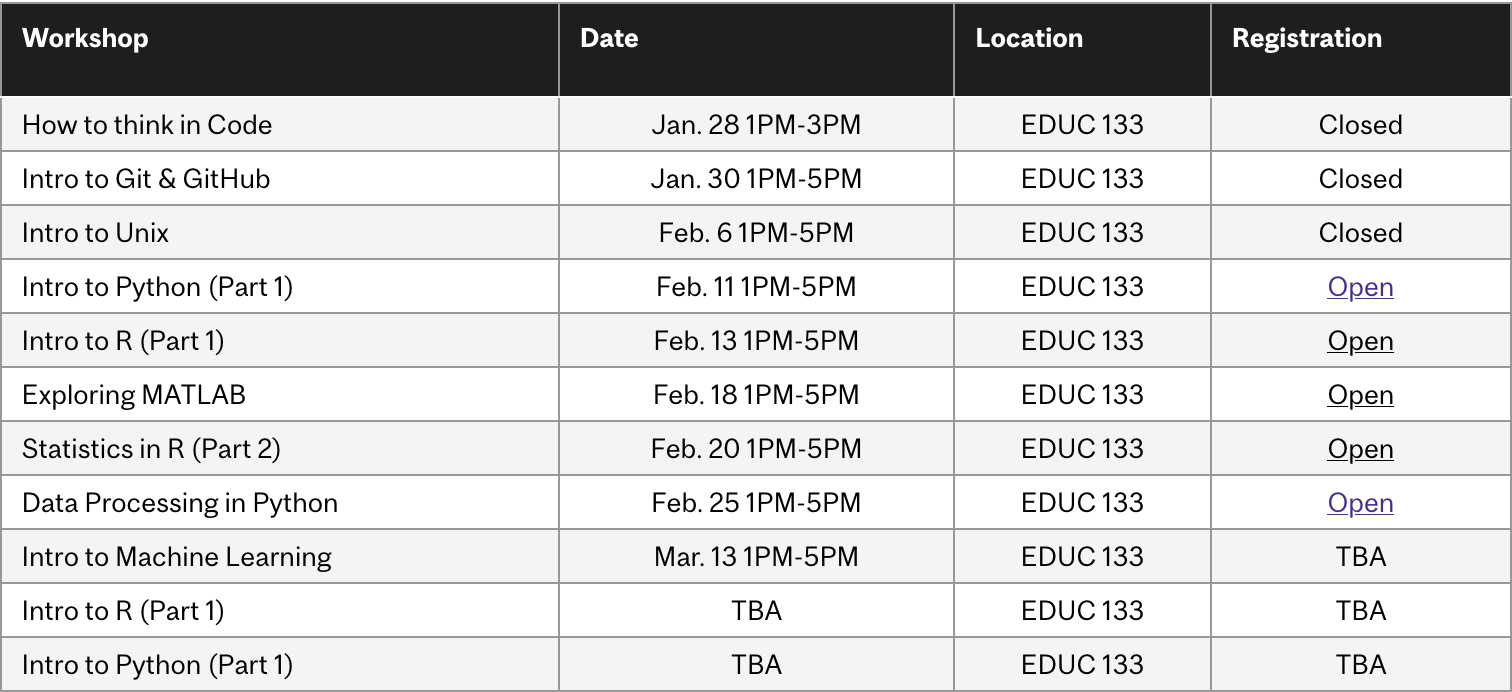 Workshop Date Location Registration
How to think in Code Jan. 28 1PM-3PM EDUC 133 Closed
Intro to Git & GitHub Jan. 30 1PM-5PM EDUC 133 Closed
Intro to Unix Feb. 6 1PM-5PM EDUC 133 Closed
Intro to Python (Part 1) Feb. 11 1PM-5PM EDUC 133 Open
Intro to R (Part 1) Feb. 13 1PM-5PM EDUC 133 Open
Exploring MATLAB Feb. 18 1PM-5PM EDUC 133 Open
Statistics in R (Part 2) Feb. 20 1PM-5PM EDUC 133 Open
Data Processing in Python Feb. 25 1PM-5PM EDUC 133 Open
Intro to Machine Learning Mar. 13 1PM-5PM EDUC 133 TBA
Intro to R (Part 1) TBA EDUC 133 TBA
Intro to Python (Part 1) TBA EDUC 133 TBA